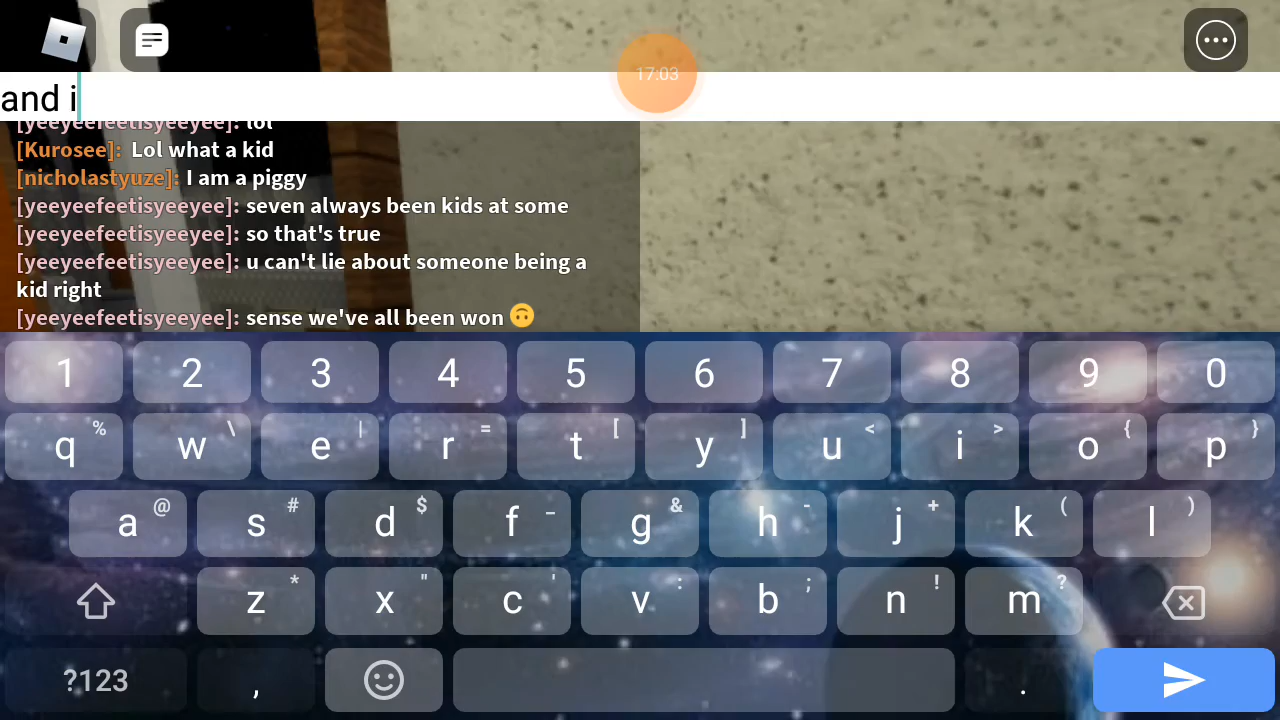 17:03
and i
[yeeyeefeetisyeeyee]: lol
[Kurosee]: Lol what a kid
[nicholastyuze]: I am a piggy
[yeeyeefeetisyeeyee]: seven always been kids at some
[yeeyeefeetisyeeyee]: so that's true
[yeeyeefeetisyeeyee]: u can't lie about someone being a
kid right
[yeeyeefeetisyeeyee]: sense we've all been won 🙃
1 2 3 4 5 6 7 8 9 0
q % w \ e | r = t [ y ] u < i > o { p }
a @ s # d $ f _ g & h - j + k ( l )
z * x " c ' v : b ; n ! m ?
?123 , .